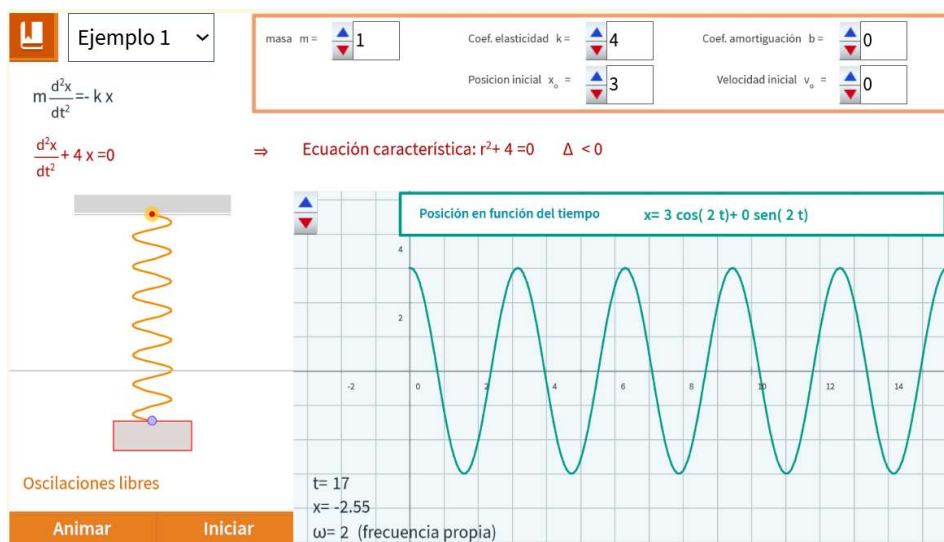 Ejemplo 1
masa m = 1
Coef. elasticidad k = 4
Coef. amortiguación b = 0
Posicion inicial x₀ = 3
Velocidad inicial v₀ = 0
m d²x/dt² =- k x
d²x/dt² + 4 x =0 ⇒ Ecuación característica: r²+ 4 =0 Δ < 0
Posición en función del tiempo x= 3 cos( 2 t)+ 0 sen( 2 t)
4
2
-2 0 2 4 6 8 10 12 14
Oscilaciones libres
t= 17
x= -2.55
ω= 2 (frecuencia propia)
Animar Iniciar